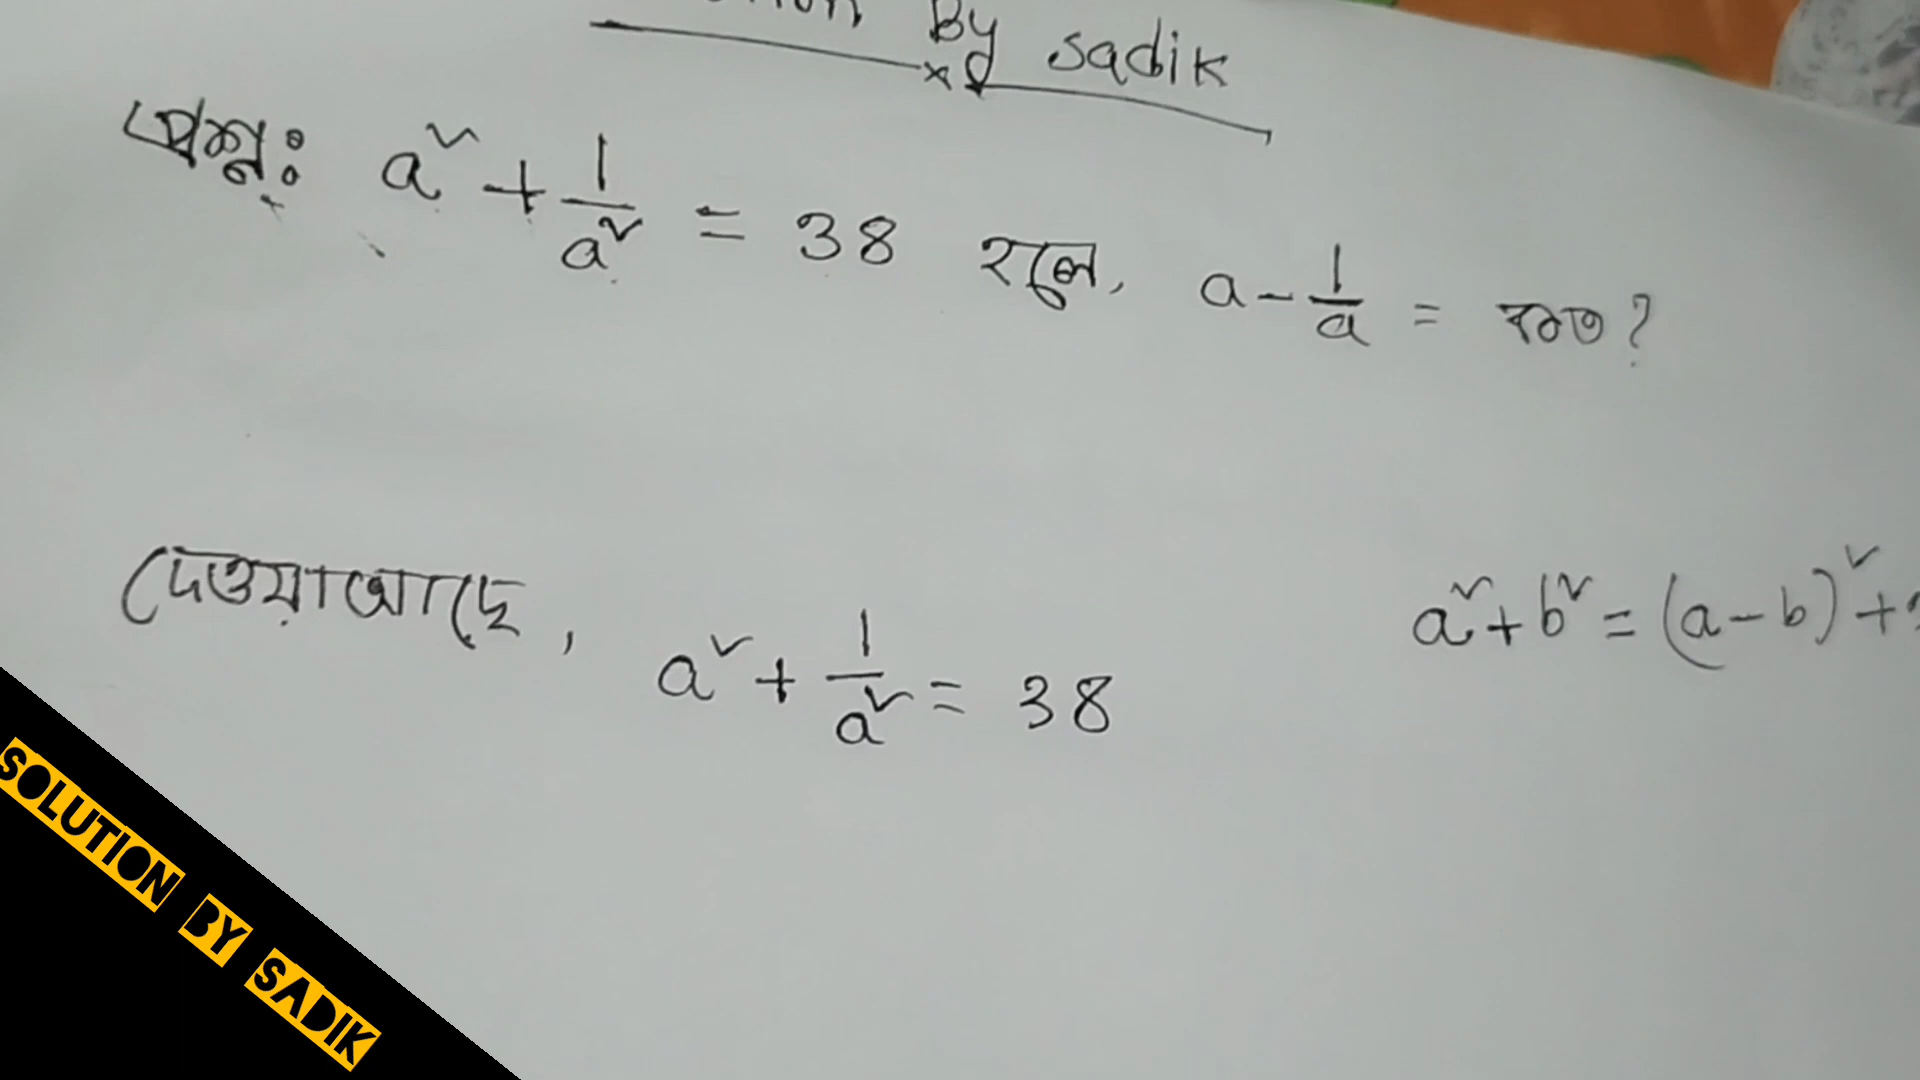 By sadik
প্রশ্নঃ a² + 1/a² = 38 হলে, a - 1/a = কত?
দেওয়া আছে, a² + 1/a² = 38
a² + b² = (a - b)² +
SOLUTION BY SADIK